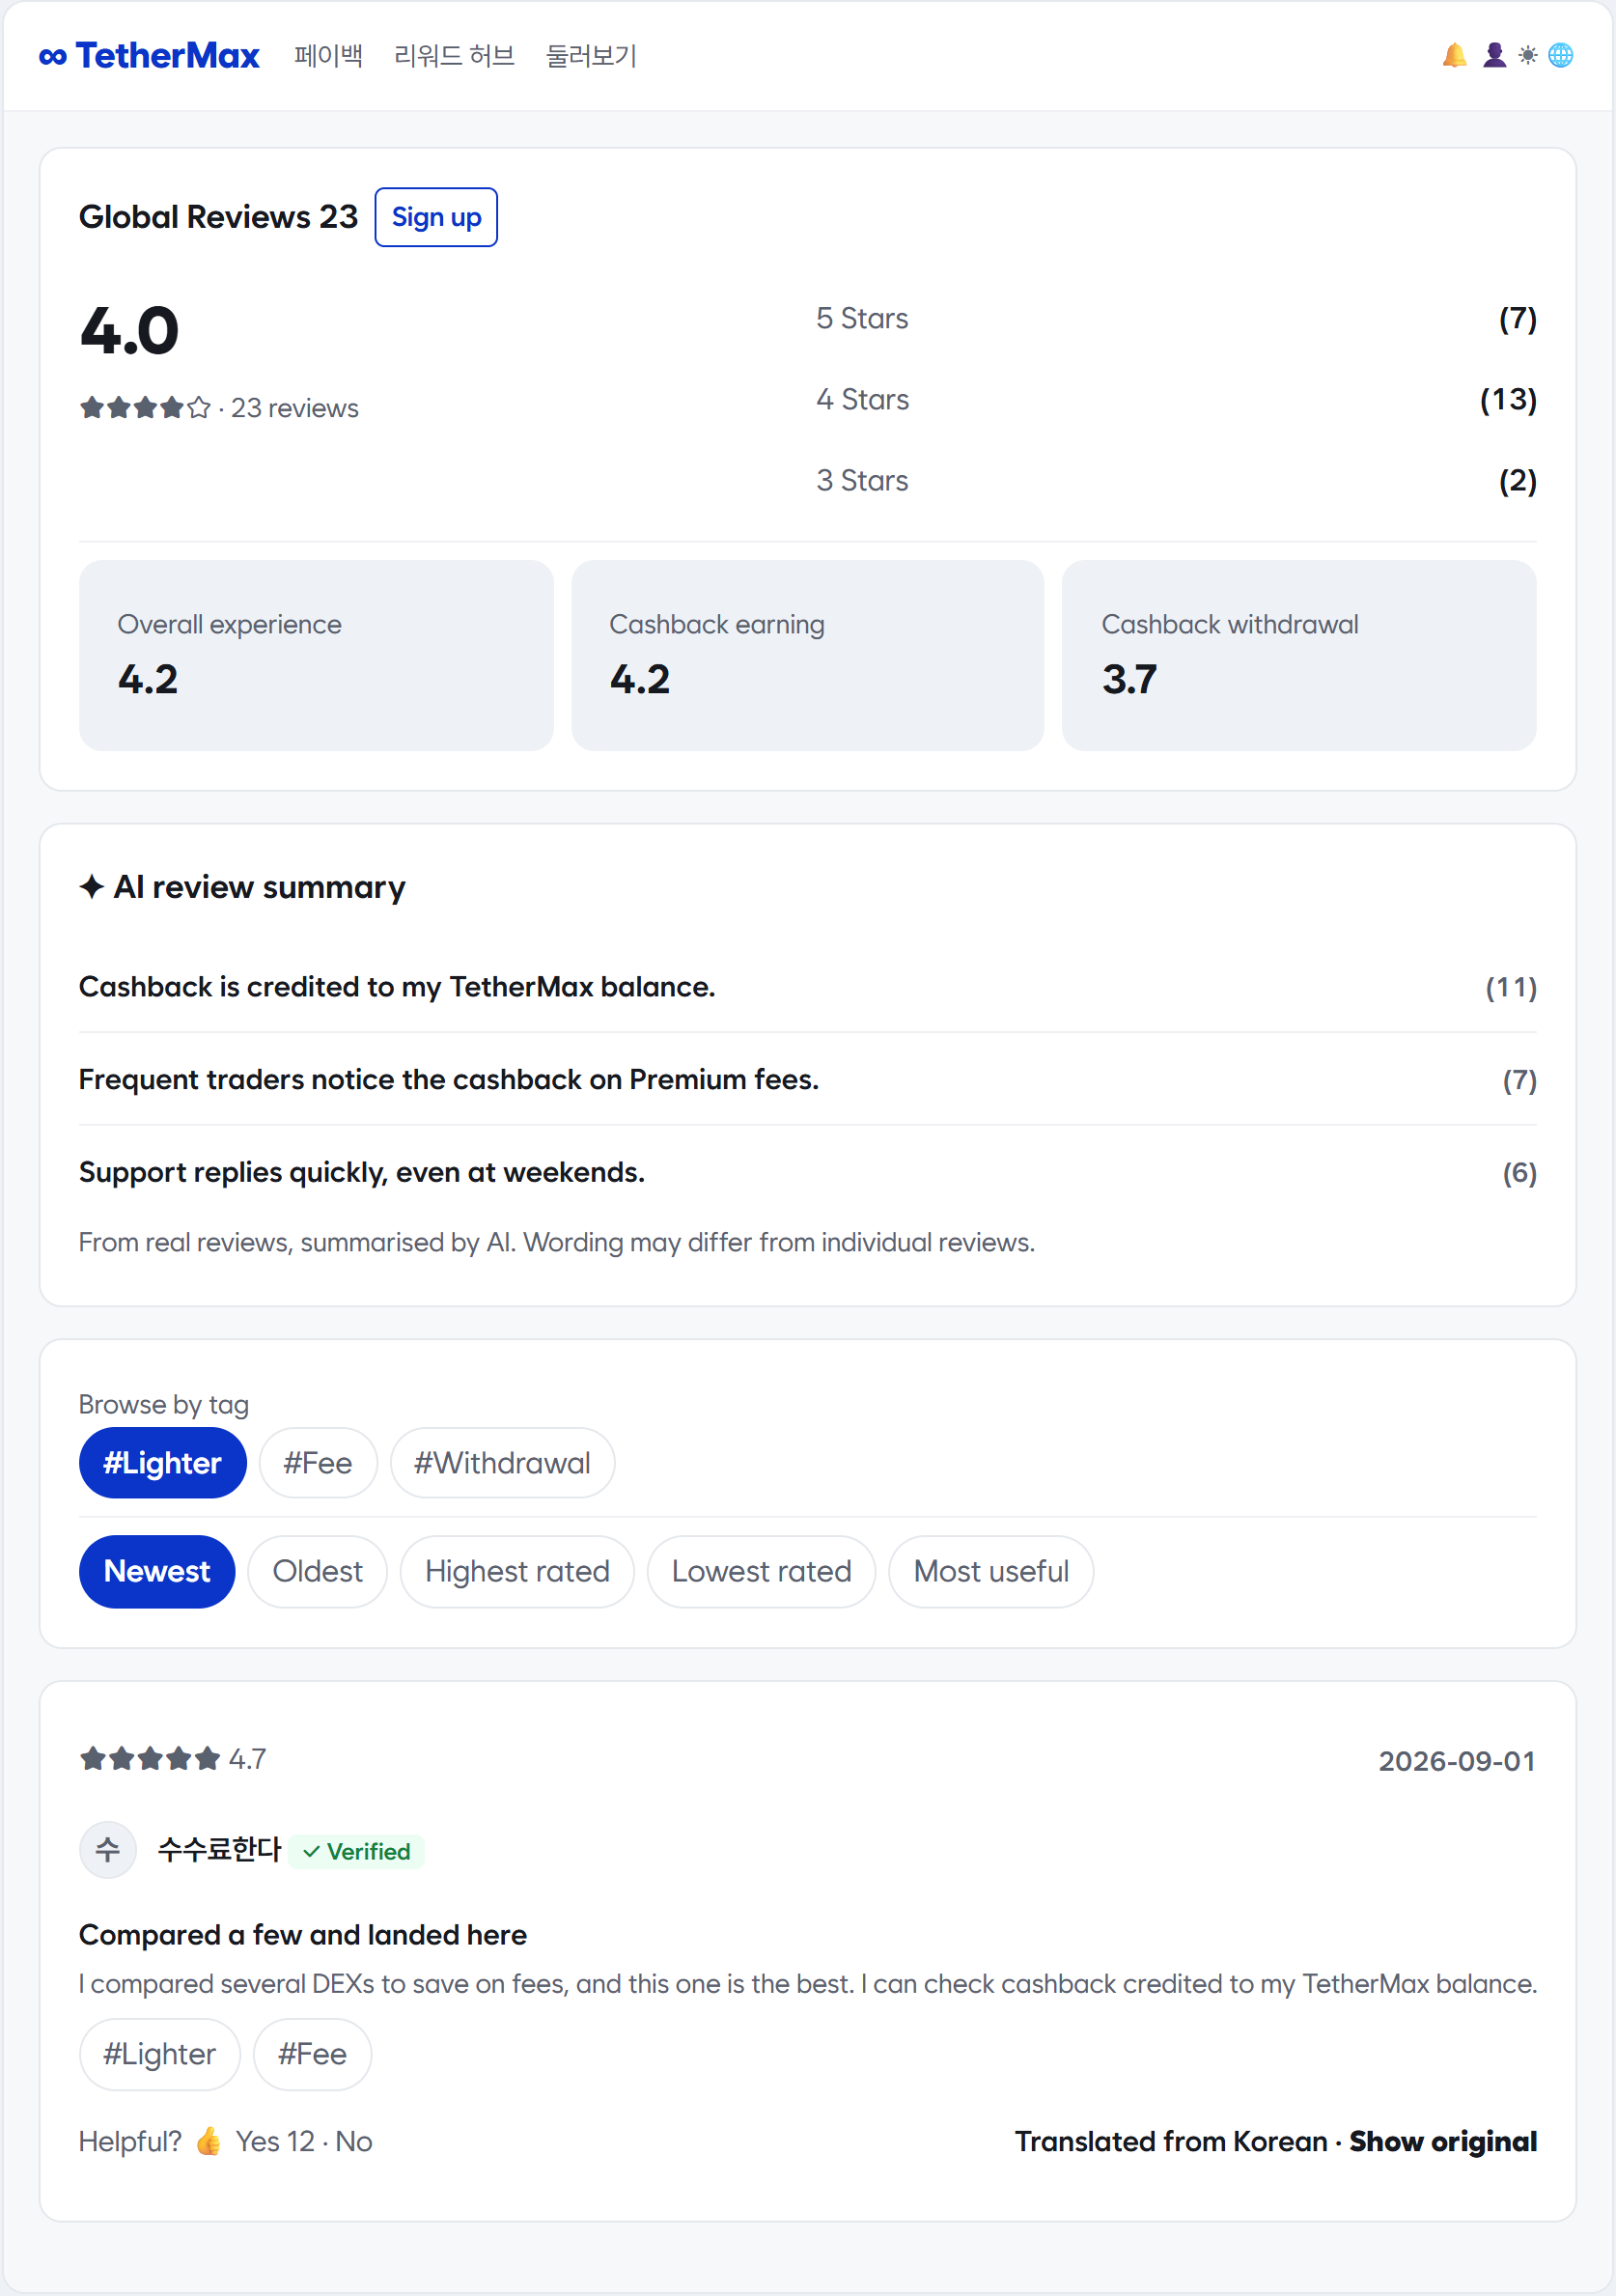 ∞ TetherMax 페이백 리워드 허브 둘러보기
Global Reviews 23 Sign up
4.0
★★★★☆ · 23 reviews
5 Stars (7)
4 Stars (13)
3 Stars (2)
Overall experience
4.2
Cashback earning
4.2
Cashback withdrawal
3.7
✦ AI review summary
Cashback is credited to my TetherMax balance. (11)
Frequent traders notice the cashback on Premium fees. (7)
Support replies quickly, even at weekends. (6)
From real reviews, summarised by AI. Wording may differ from individual reviews.
Browse by tag
#Lighter #Fee #Withdrawal
Newest Oldest Highest rated Lowest rated Most useful
★★★★★ 4.7 2026-09-01
수 수수료한다 ✓ Verified
Compared a few and landed here
I compared several DEXs to save on fees, and this one is the best. I can check cashback credited to my TetherMax balance.
#Lighter #Fee
Helpful? 👍 Yes 12 · No Translated from Korean · Show original